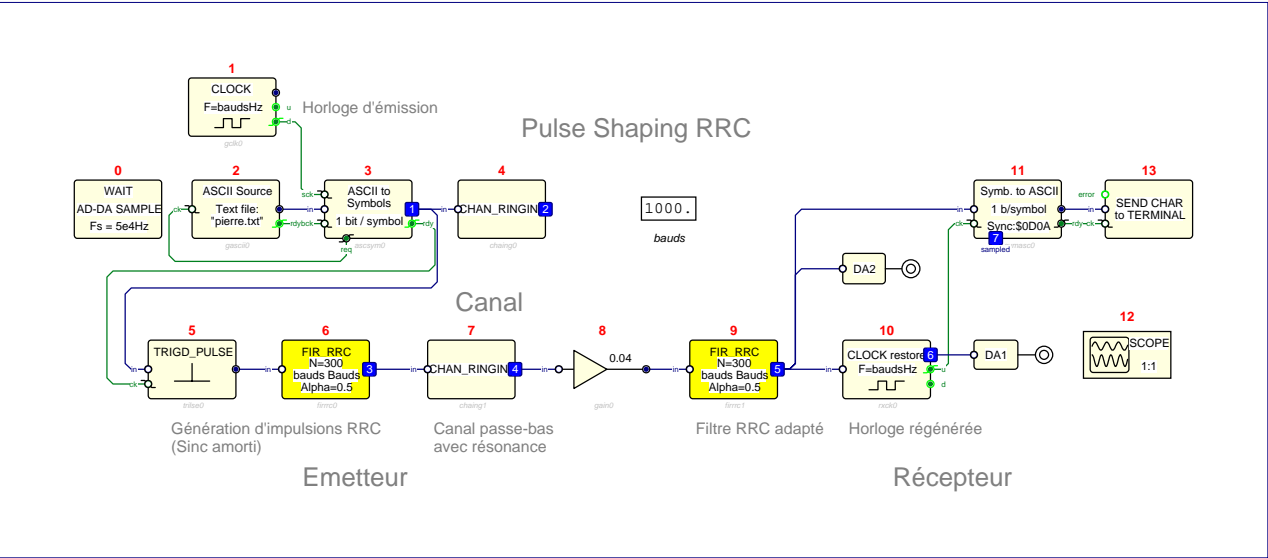 1
CLOCK
F=baudsHz
u
d
gclk0
Horloge d'émission
Pulse Shaping RRC
0
WAIT
AD-DA SAMPLE
Fs = 5e4Hz
2
ASCII Source
Text file:
"pierre.txt"
ck
rdy
gascii0
3
ASCII to
Symbols
1 bit / symbol
sck
in
bck
1
rdy
req
ascsym0
4
CHAN_RINGIN
2
chaing0
1000.
bauds
11
Symb. to ASCII
1 b/symbol
Sync:$0D0A
in
ck
rdy
7
sampled
13
SEND CHAR
to TERMINAL
error
in
ck
DA2
Canal
5
TRIGD_PULSE
in
ck
6
FIR_RRC
N=300
bauds Bauds
Alpha=0.5
in
3
firrrc0
7
CHAN_RINGIN
in
4
chaing1
8
0.04
in
gain0
9
FIR_RRC
N=300
bauds Bauds
Alpha=0.5
in
5
firrrc1
10
CLOCK restore
F=baudsHz
in
6
u
d
DA1
12
SCOPE
1:1
Génération d'impulsions RRC
(Sinc amorti)
Canal passe-bas
avec résonance
Filtre RRC adapté
Horloge régénérée
Emetteur
Récepteur